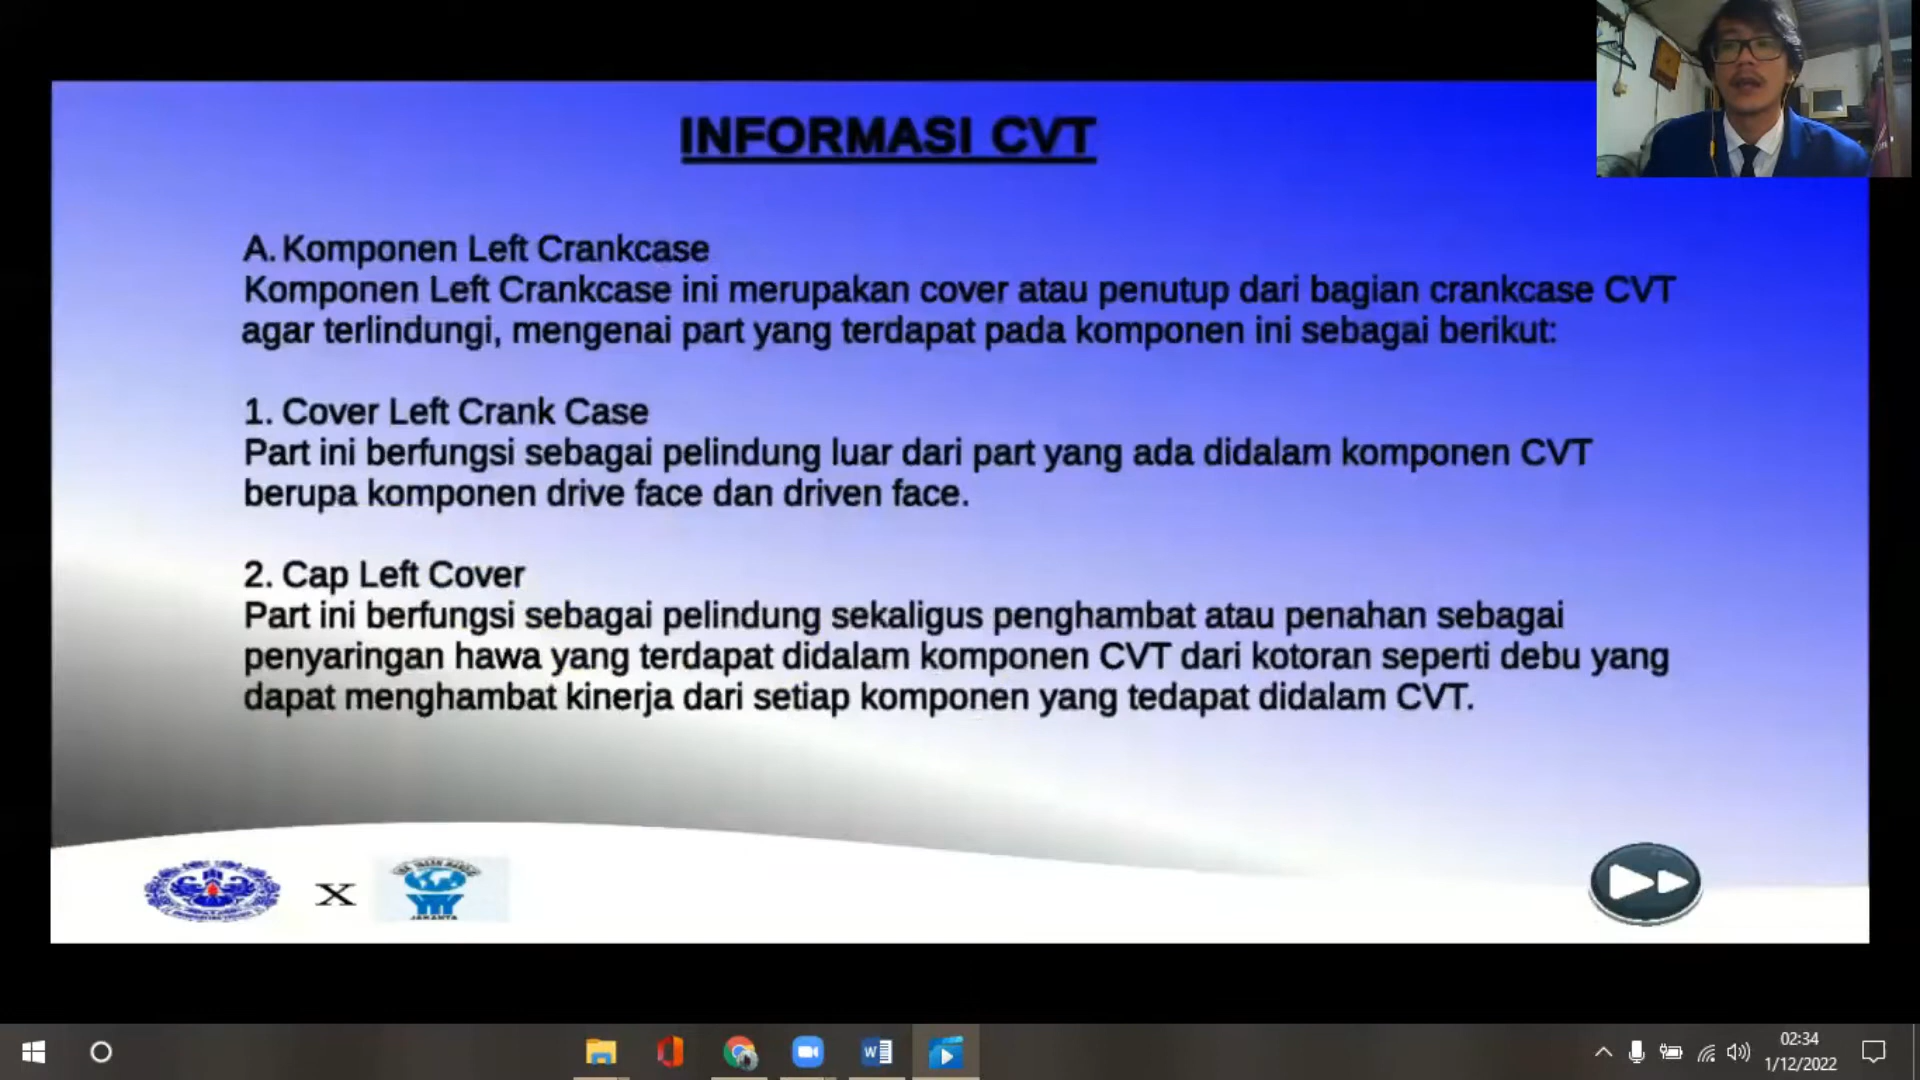 INFORMASI CVT
A. Komponen Left Crankcase
Komponen Left Crankcase ini merupakan cover atau penutup dari bagian crankcase CVT
agar terlindungi, mengenai part yang terdapat pada komponen ini sebagai berikut:
1. Cover Left Crank Case
Part ini berfungsi sebagai pelindung luar dari part yang ada didalam komponen CVT
berupa komponen drive face dan driven face.
2. Cap Left Cover
Part ini berfungsi sebagai pelindung sekaligus penghambat atau penahan sebagai
penyaringan hawa yang terdapat didalam komponen CVT dari kotoran seperti debu yang
dapat menghambat kinerja dari setiap komponen yang tedapat didalam CVT.
X
JAKARTA
02:34
1/12/2022